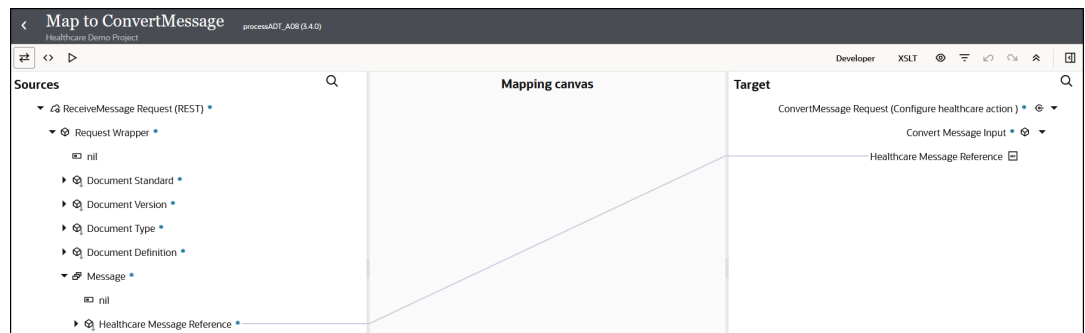 Map to ConvertMessage processADT_A08 (3.4.0)
Healthcare Demo Project
Developer XSLT
Sources Mapping canvas Target
ReceiveMessage Request (REST) * ConvertMessage Request (Configure healthcare action ) *
Request Wrapper * Convert Message Input *
nil Healthcare Message Reference
Document Standard *
Document Version *
Document Type *
Document Definition *
Message *
nil
Healthcare Message Reference *